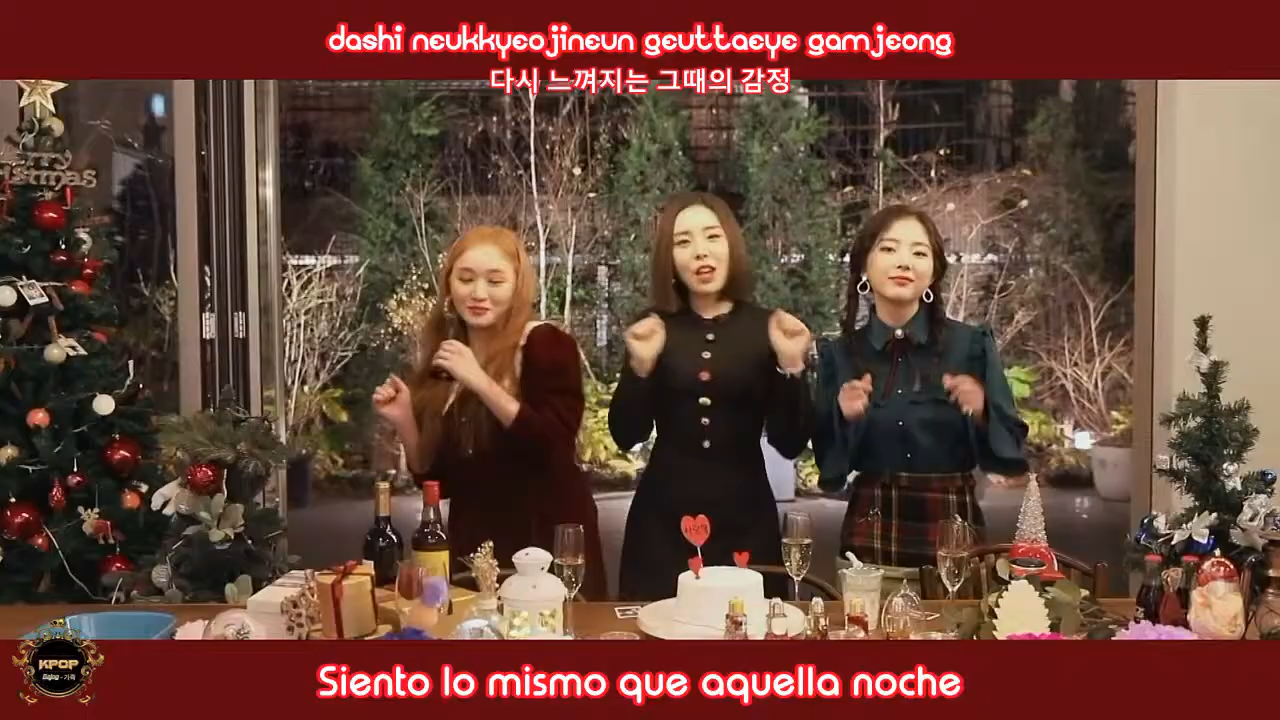 dashi neukkyeojineun geuttaeye gamjeong
다시 느껴지는 그때의 감정
Siento lo mismo que aquella noche
KPOP